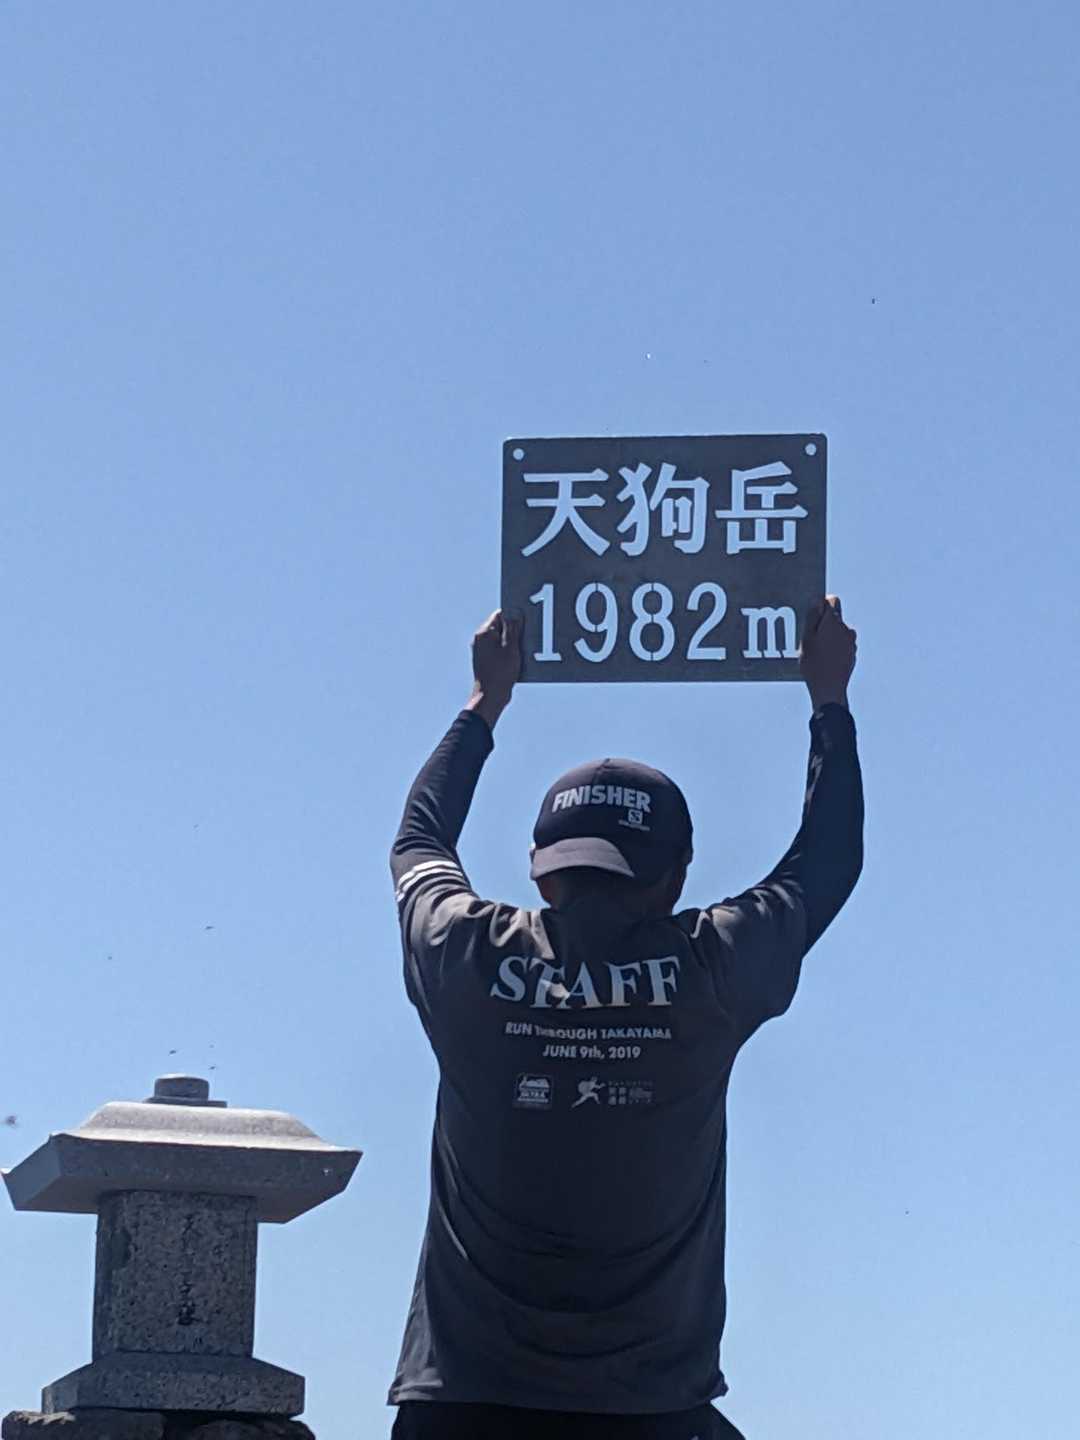 天狗岳
1982m
FINISHER
STAFF
RUN THROUGH TAKAYAMA
JUNE 9th, 2019